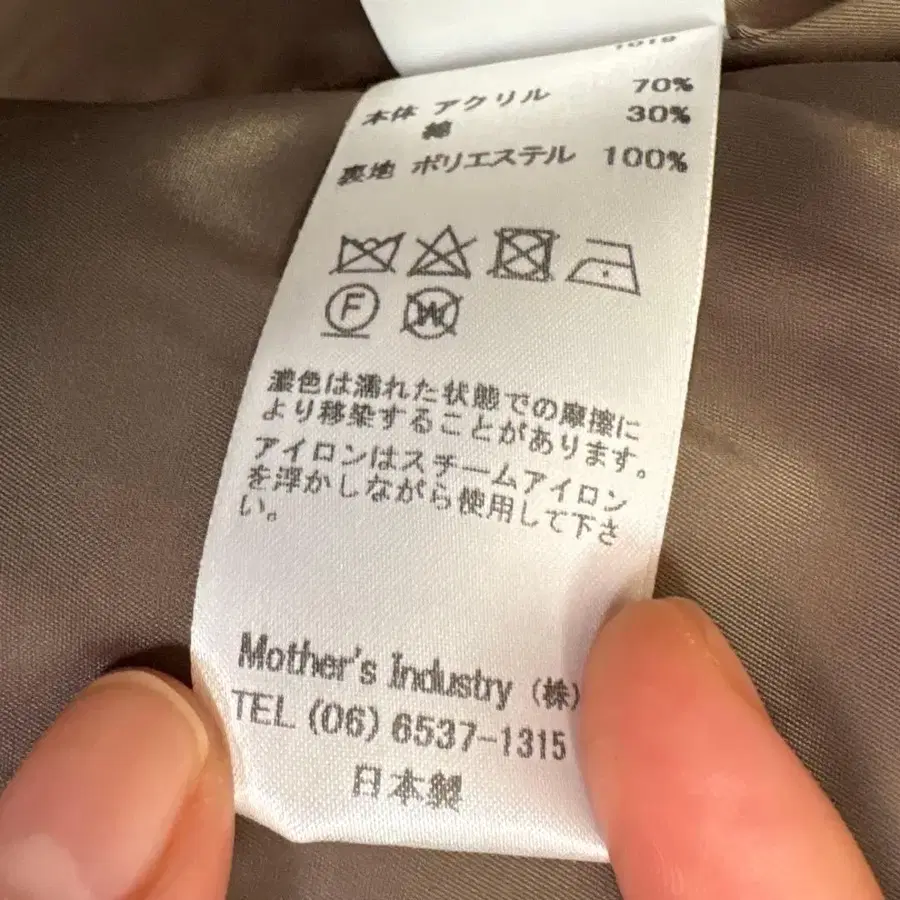 本体 アクリル 70%
綿 30%
裏地 ポリエステル 100%
F
W
濃色は濡れた状態での摩擦に
より移染することがあります。
アイロンはスチームアイロン
を浮かしながら使用して下さ
い。
Mother's Industry (株)
TEL (06) 6537-1315
日本製